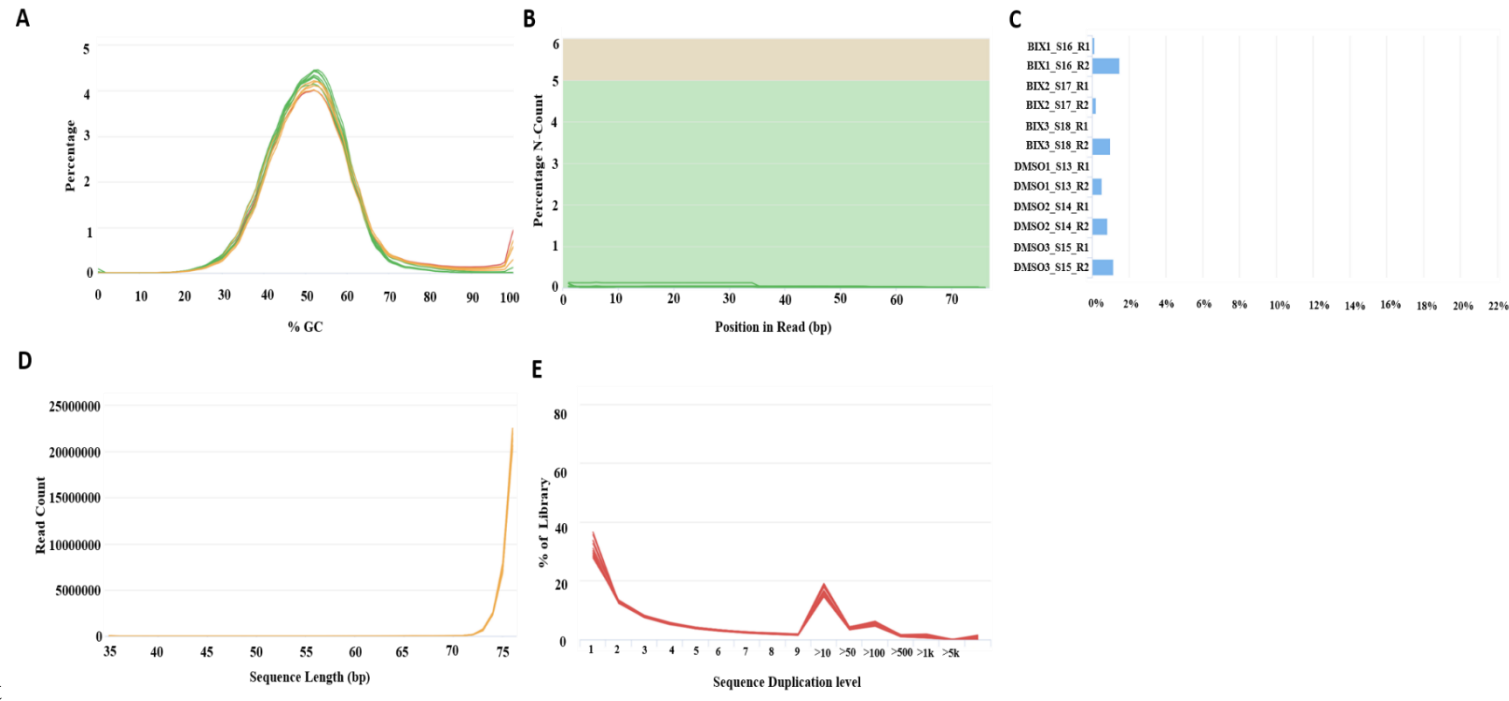 A
5
4
3
2
1
0
Percentage
0 10 20 30 40 50 60 70 80 90 100
% GC
B
6
5
4
3
2
1
0
Percentage N-Count
0 10 20 30 40 50 60 70
Position in Read (bp)
C
BIX1_S16_R1
BIX1_S16_R2
BIX2_S17_R1
BIX2_S17_R2
BIX3_S18_R1
BIX3_S18_R2
DMSO1_S13_R1
DMSO1_S13_R2
DMSO2_S14_R1
DMSO2_S14_R2
DMSO3_S15_R1
DMSO3_S15_R2
0% 2% 4% 6% 8% 10% 12% 14% 16% 18% 20% 22%
D
25000000
20000000
15000000
10000000
5000000
0
Read Count
35 40 45 50 55 60 65 70 75
Sequence Length (bp)
E
80
60
40
20
0
% of Library
1 2 3 4 5 6 7 8 9 >10 >50 >100 >500 >1k >5k
Sequence Duplication level